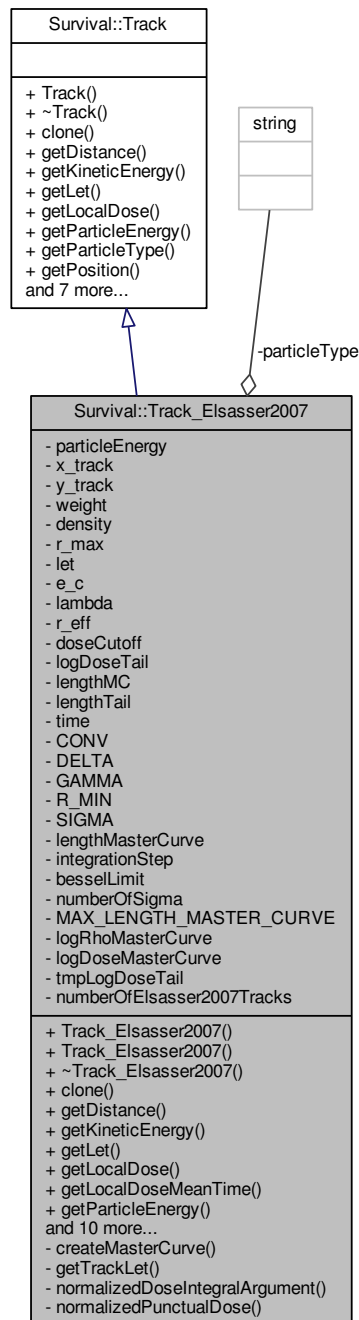 Survival::Track
+ Track()
+ ~Track()
+ clone()
+ getDistance()
+ getKineticEnergy()
+ getLet()
+ getLocalDose()
+ getParticleEnergy()
+ getParticleType()
+ getPosition()
and 7 more...
string
-particleType
Survival::Track_Elsasser2007
- particleEnergy
- x_track
- y_track
- weight
- density
- r_max
- let
- e_c
- lambda
- r_eff
- doseCutoff
- logDoseTail
- lengthMC
- lengthTail
- time
- CONV
- DELTA
- GAMMA
- R_MIN
- SIGMA
- lengthMasterCurve
- integrationStep
- besselLimit
- numberOfSigma
- MAX_LENGTH_MASTER_CURVE
- logRhoMasterCurve
- logDoseMasterCurve
- tmpLogDoseTail
- numberOfElsasser2007Tracks
+ Track_Elsasser2007()
+ Track_Elsasser2007()
+ ~Track_Elsasser2007()
+ clone()
+ getDistance()
+ getKineticEnergy()
+ getLet()
+ getLocalDose()
+ getLocalDoseMeanTime()
+ getParticleEnergy()
and 10 more...
- createMasterCurve()
- getTrackLet()
- normalizedDoseIntegralArgument()
- normalizedPunctualDose()